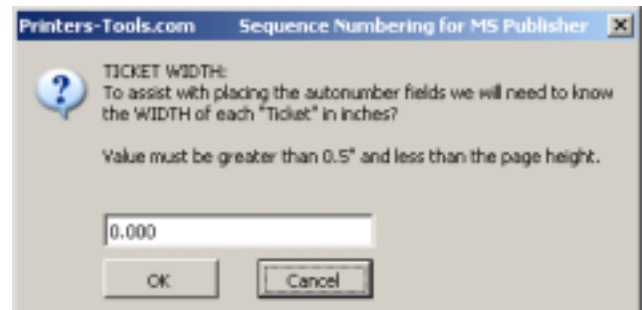 Printers-Tools.com Sequence Numbering for MS Publisher
TICKET WIDTH:
To assist with placing the autonumber fields we will need to know
the WIDTH of each "Ticket" in inches?
Value must be greater than 0.5" and less than the page height.
0.000
OK Cancel